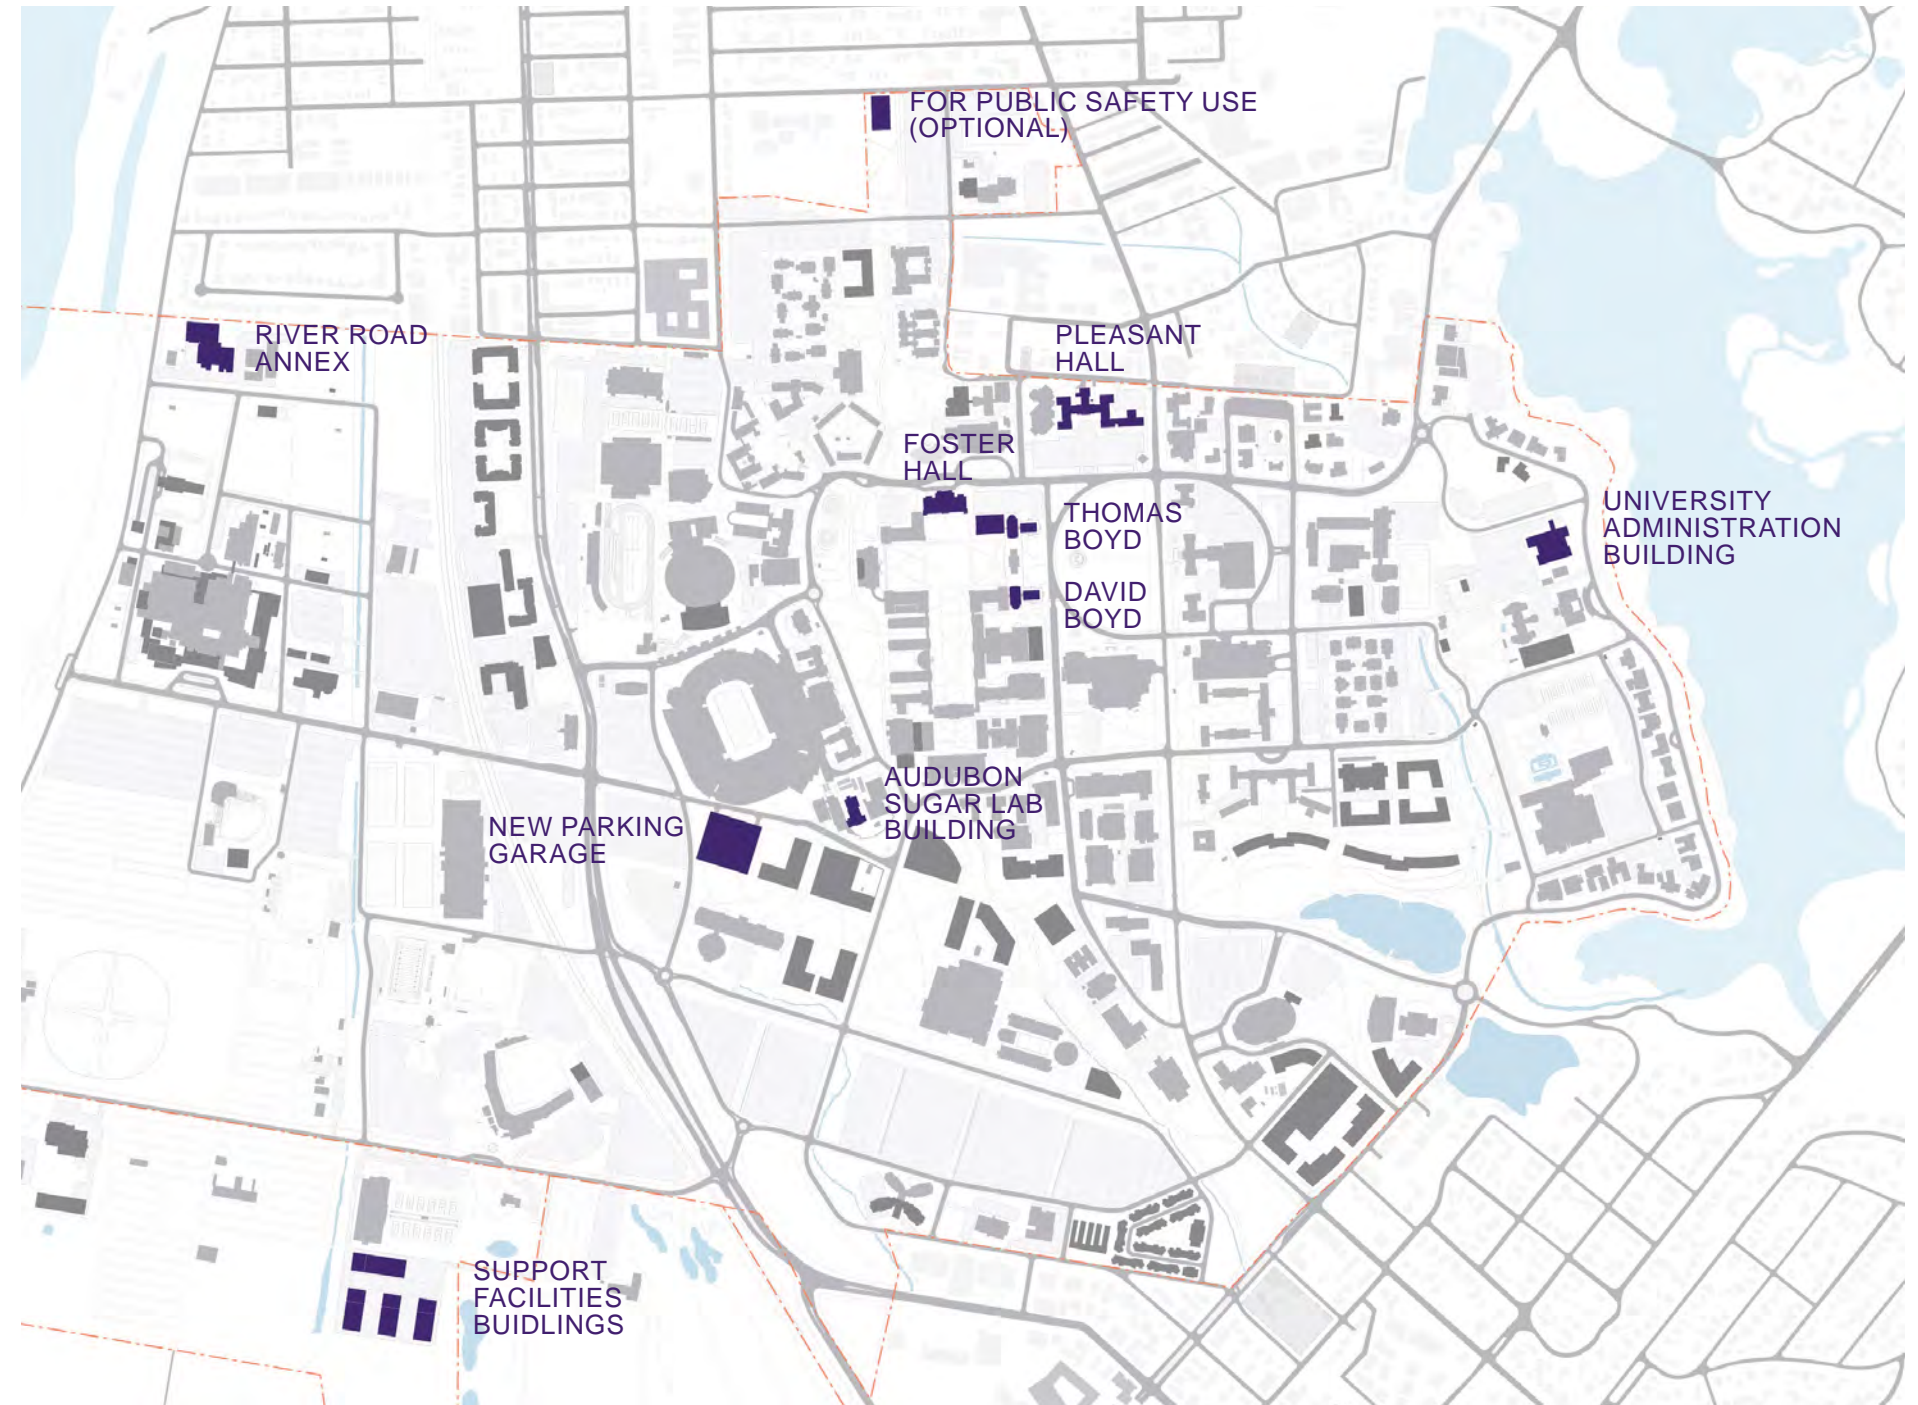 FOR PUBLIC SAFETY USE
(OPTIONAL)
RIVER ROAD
ANNEX
PLEASANT
HALL
FOSTER
HALL
THOMAS
BOYD
UNIVERSITY
ADMINISTRATION
BUILDING
DAVID
BOYD
AUDUBON
SUGAR LAB
BUILDING
NEW PARKING
GARAGE
SUPPORT
FACILITIES
BUIDLINGS